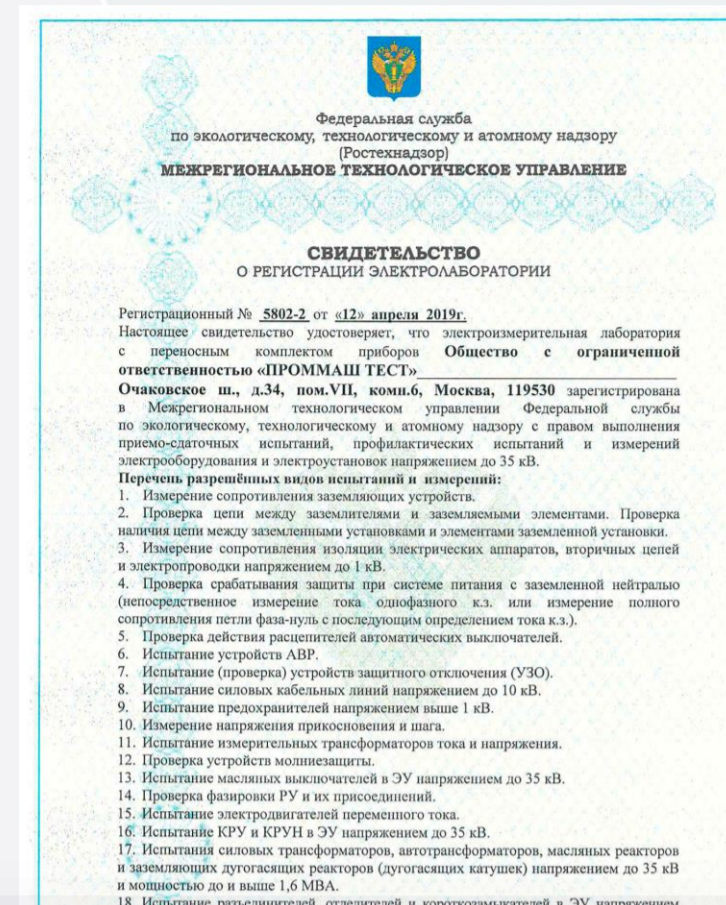 Федеральная служба
по экологическому, технологическому и атомному надзору
(Ростехнадзор)
МЕЖРЕГИОНАЛЬНОЕ ТЕХНОЛОГИЧЕСКОЕ УПРАВЛЕНИЕ
СВИДЕТЕЛЬСТВО
О РЕГИСТРАЦИИ ЭЛЕКТРОЛАБОРАТОРИИ
Регистрационный № 5802-2 от «12» апреля 2019г.
Настоящее свидетельство удостоверяет, что электроизмерительная лаборатория
с переносным комплектом приборов Общество с ограниченной
ответственностью «ПРОММАШ ТЕСТ»
Очаковское ш., д.34, пом.VII, комн.6, Москва, 119530 зарегистрирована
в Межрегиональном технологическом управлении Федеральной службы
по экологическому, технологическому и атомному надзору с правом выполнения
приемо-сдаточных испытаний, профилактических испытаний и измерений
электрооборудования и электроустановок напряжением до 35 кВ.
Перечень разрешённых видов испытаний и измерений:
1. Измерение сопротивления заземляющих устройств.
2. Проверка цепи между заземлителями и заземляемыми элементами. Проверка
наличия цепи между заземленными установками и элементами заземленной установки.
3. Измерение сопротивления изоляции электрических аппаратов, вторичных цепей
и электропроводки напряжением до 1 кВ.
4. Проверка срабатывания защиты при системе питания с заземленной нейтралью
(непосредственное измерение тока однофазного к.з. или измерение полного
сопротивления петли фаза-нуль с последующим определением тока к.з.).
5. Проверка действия расцепителей автоматических выключателей.
6. Испытание устройств АВР.
7. Испытание (проверка) устройств защитного отключения (УЗО).
8. Испытание силовых кабельных линий напряжением до 10 кВ.
9. Испытание предохранителей напряжением выше 1 кВ.
10. Измерение напряжения прикосновения и шага.
11. Испытание измерительных трансформаторов тока и напряжения.
12. Проверка устройств молниезащиты.
13. Испытание масляных выключателей в ЭУ напряжением до 35 кВ.
14. Проверка фазировки РУ и их присоединений.
15. Испытание электродвигателей переменного тока.
16. Испытание КРУ и КРУН в ЭУ напряжением до 35 кВ.
17. Испытания силовых трансформаторов, автотрансформаторов, масляных реакторов
и заземляющих дугогасящих реакторов (дугогасящих катушек) напряжением до 35 кВ
и мощностью до и выше 1,6 МВА.
18. Испытание разъединителей, отделителей и короткозамыкателей в ЭУ напряжением